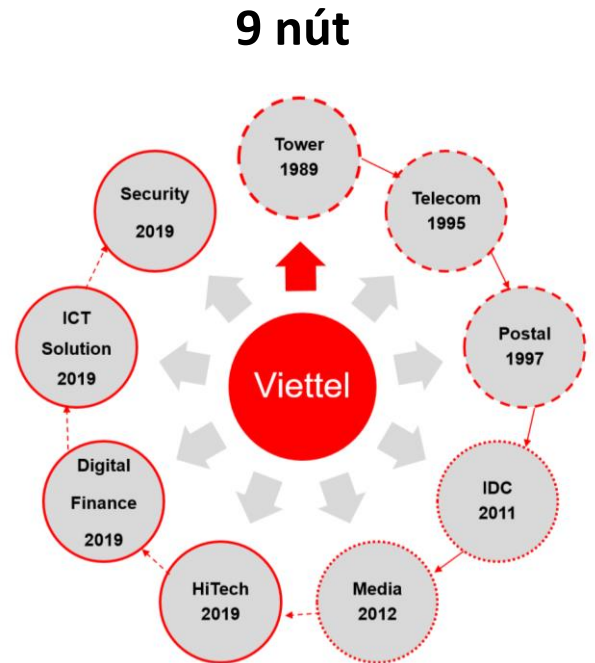 9 nút
Tower
1989
Telecom
1995
Postal
1997
IDC
2011
Media
2012
HiTech
2019
Digital
Finance
2019
ICT
Solution
2019
Security
2019
Viettel